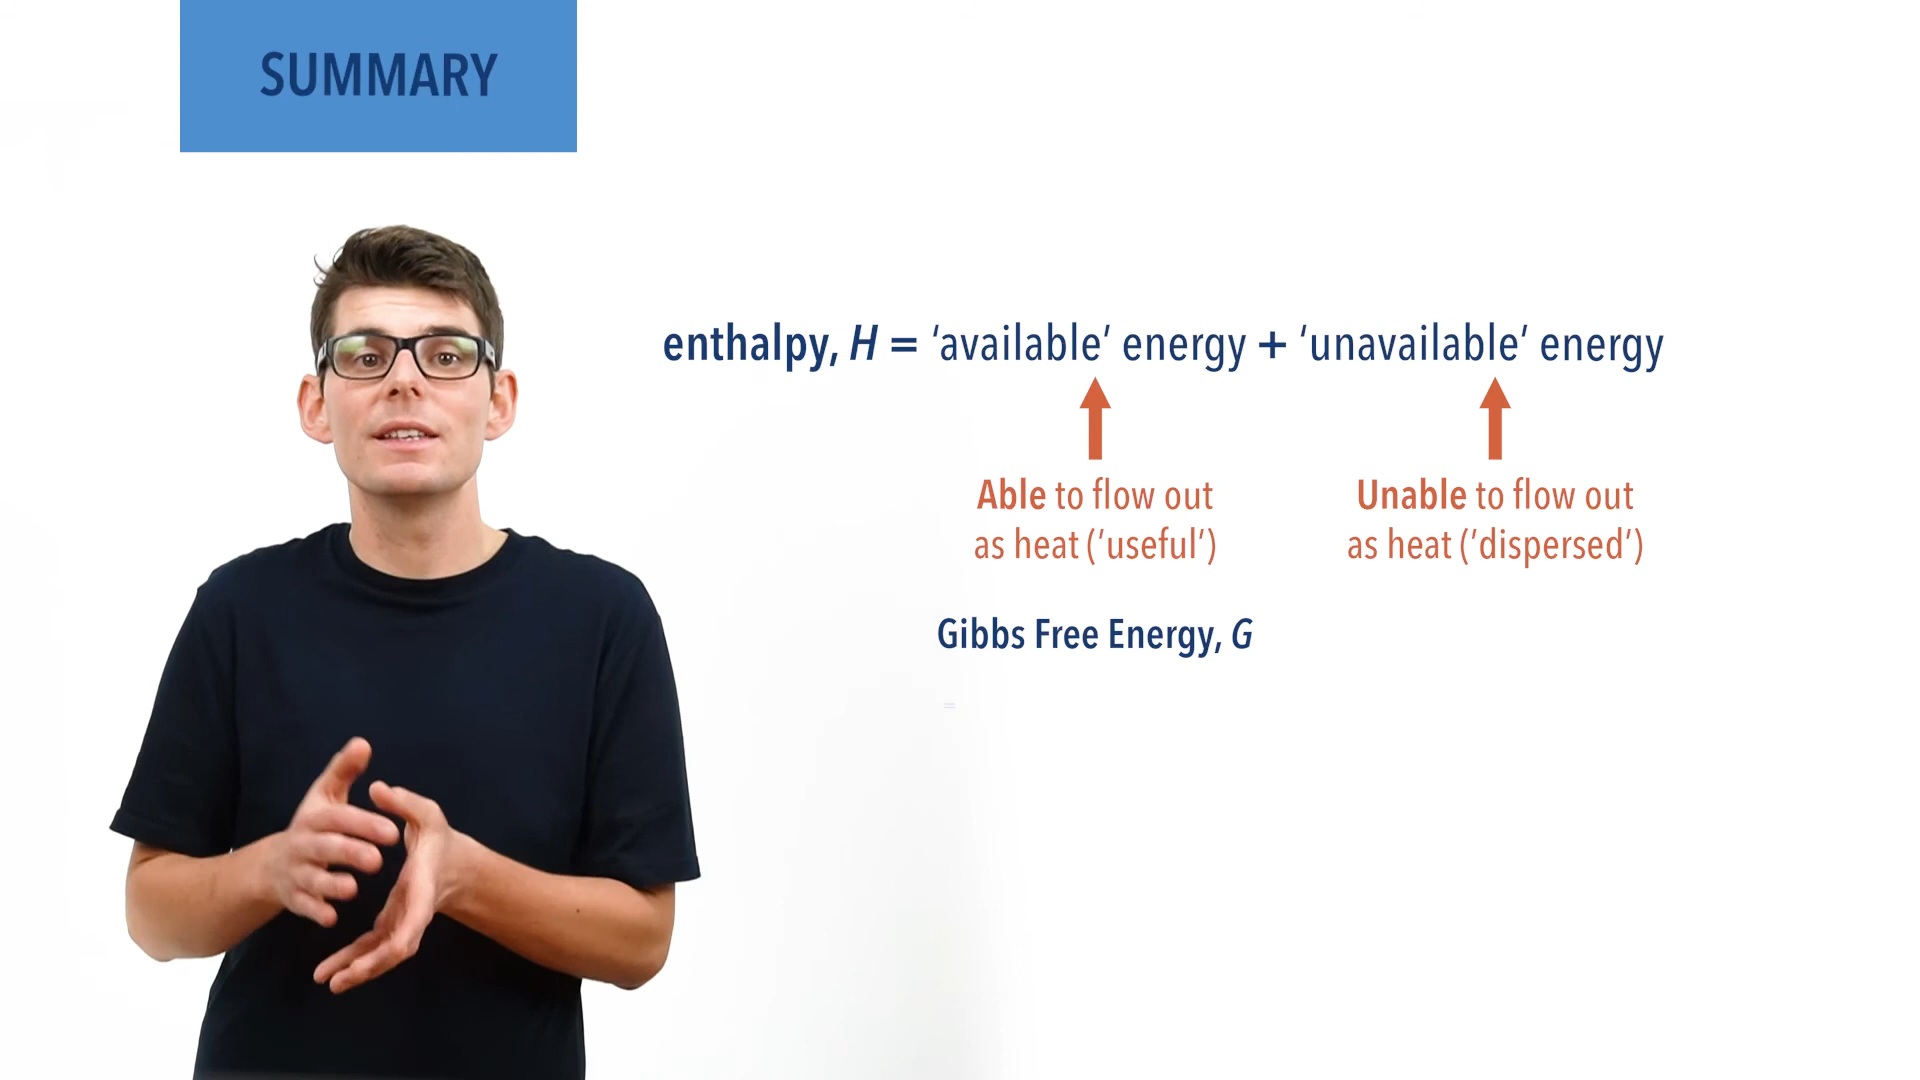 SUMMARY
enthalpy, H = ‘available’ energy + ‘unavailable‘ energy
Able to flow out
as heat (‘useful’)
Unable to flow out
as heat (‘dispersed‘)
Gibbs Free Energy, G
=